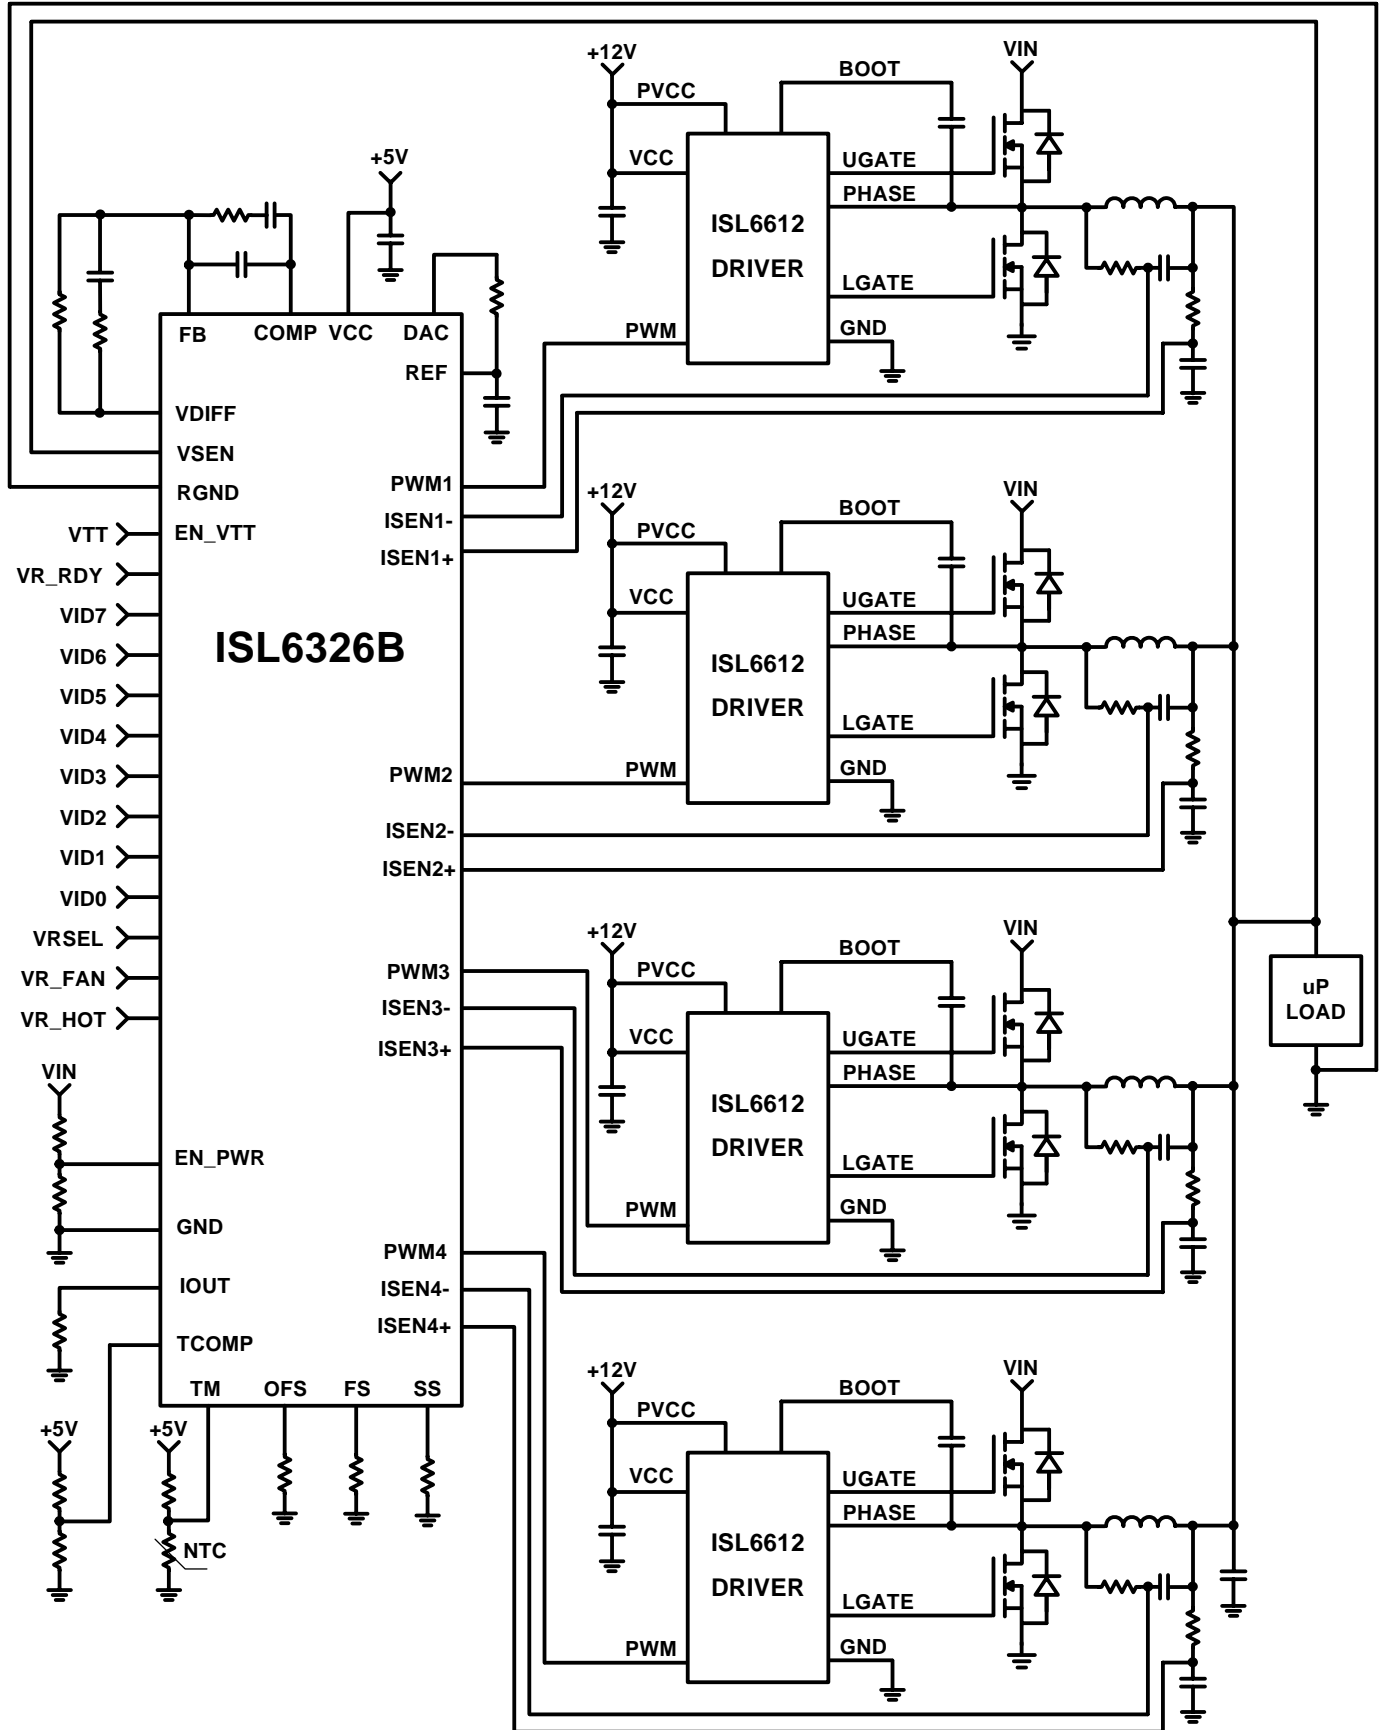 +12V
PVCC
VCC
BOOT
VIN
UGATE
PHASE
ISL6612
DRIVER
LGATE
GND
PWM
+5V
FB
COMP
VCC
DAC
REF
VDIFF
VSEN
RGND
EN_VTT
PWM1
ISEN1-
ISEN1+
VTT
VR_RDY
VID7
VID6
VID5
VID4
VID3
VID2
VID1
VID0
VRSEL
VR_FAN
VR_HOT
ISL6326B
PWM2
ISEN2-
ISEN2+
PWM3
ISEN3-
ISEN3+
VIN
EN_PWR
GND
IOUT
TCOMP
PWM4
ISEN4-
ISEN4+
TM
OFS
FS
SS
+5V
+5V
NTC
+12V
PVCC
VCC
BOOT
VIN
UGATE
PHASE
ISL6612
DRIVER
LGATE
GND
PWM
+12V
PVCC
VCC
BOOT
VIN
UGATE
PHASE
ISL6612
DRIVER
LGATE
GND
PWM
uP
LOAD
+12V
PVCC
VCC
BOOT
VIN
UGATE
PHASE
ISL6612
DRIVER
LGATE
GND
PWM